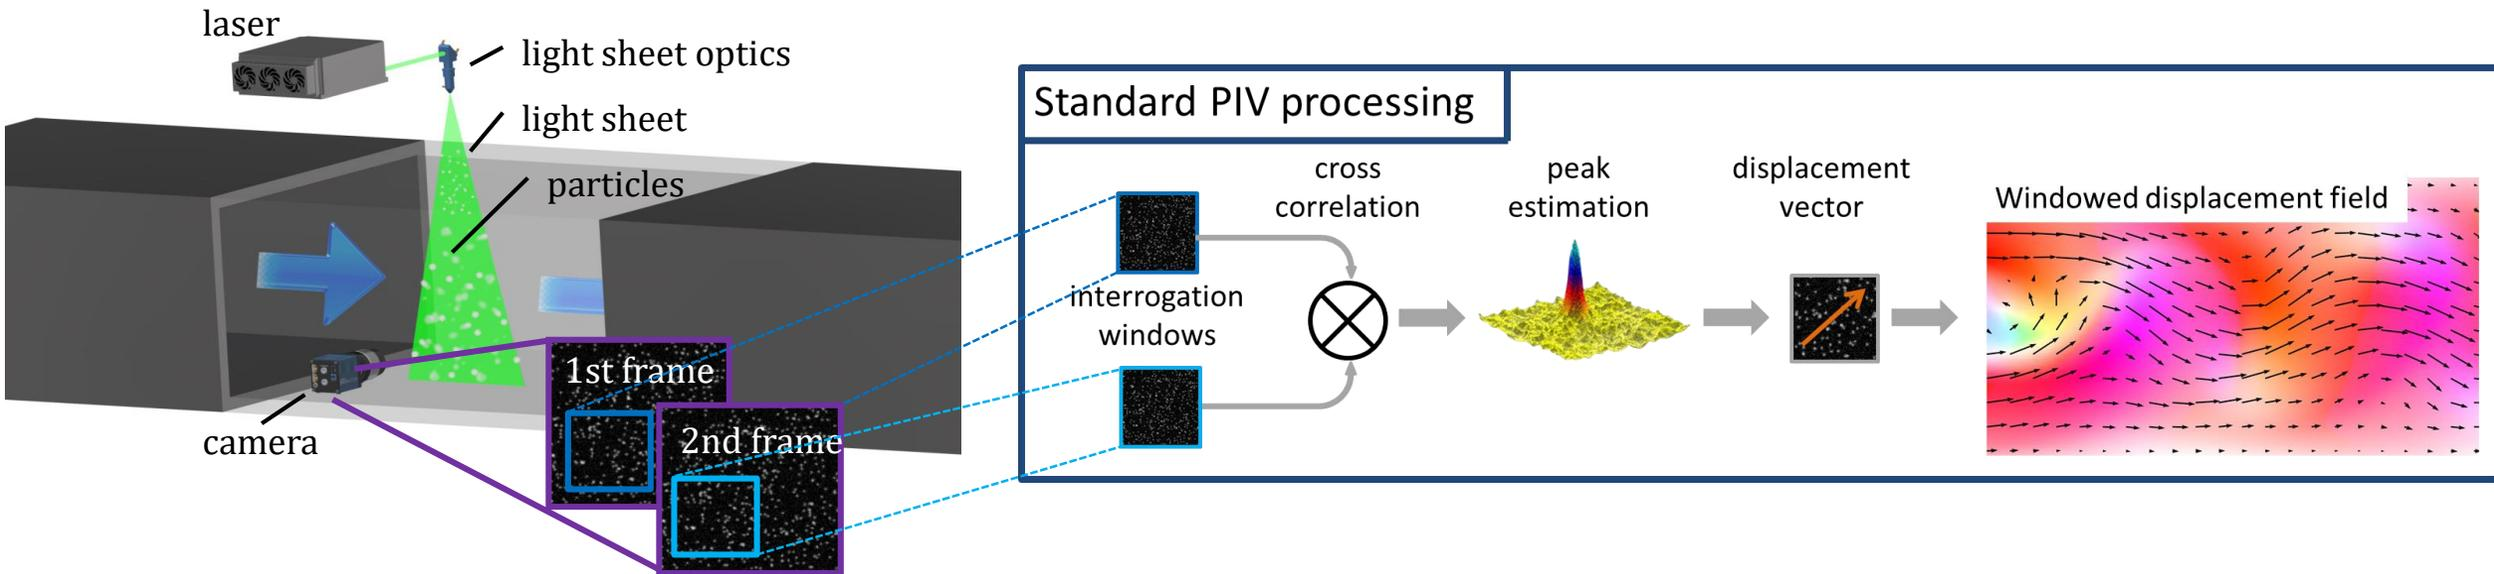 laser
light sheet optics
light sheet
particles
camera
1st frame
2nd frame
Standard PIV processing
interrogation
windows
cross
correlation
peak
estimation
displacement
vector
Windowed displacement field